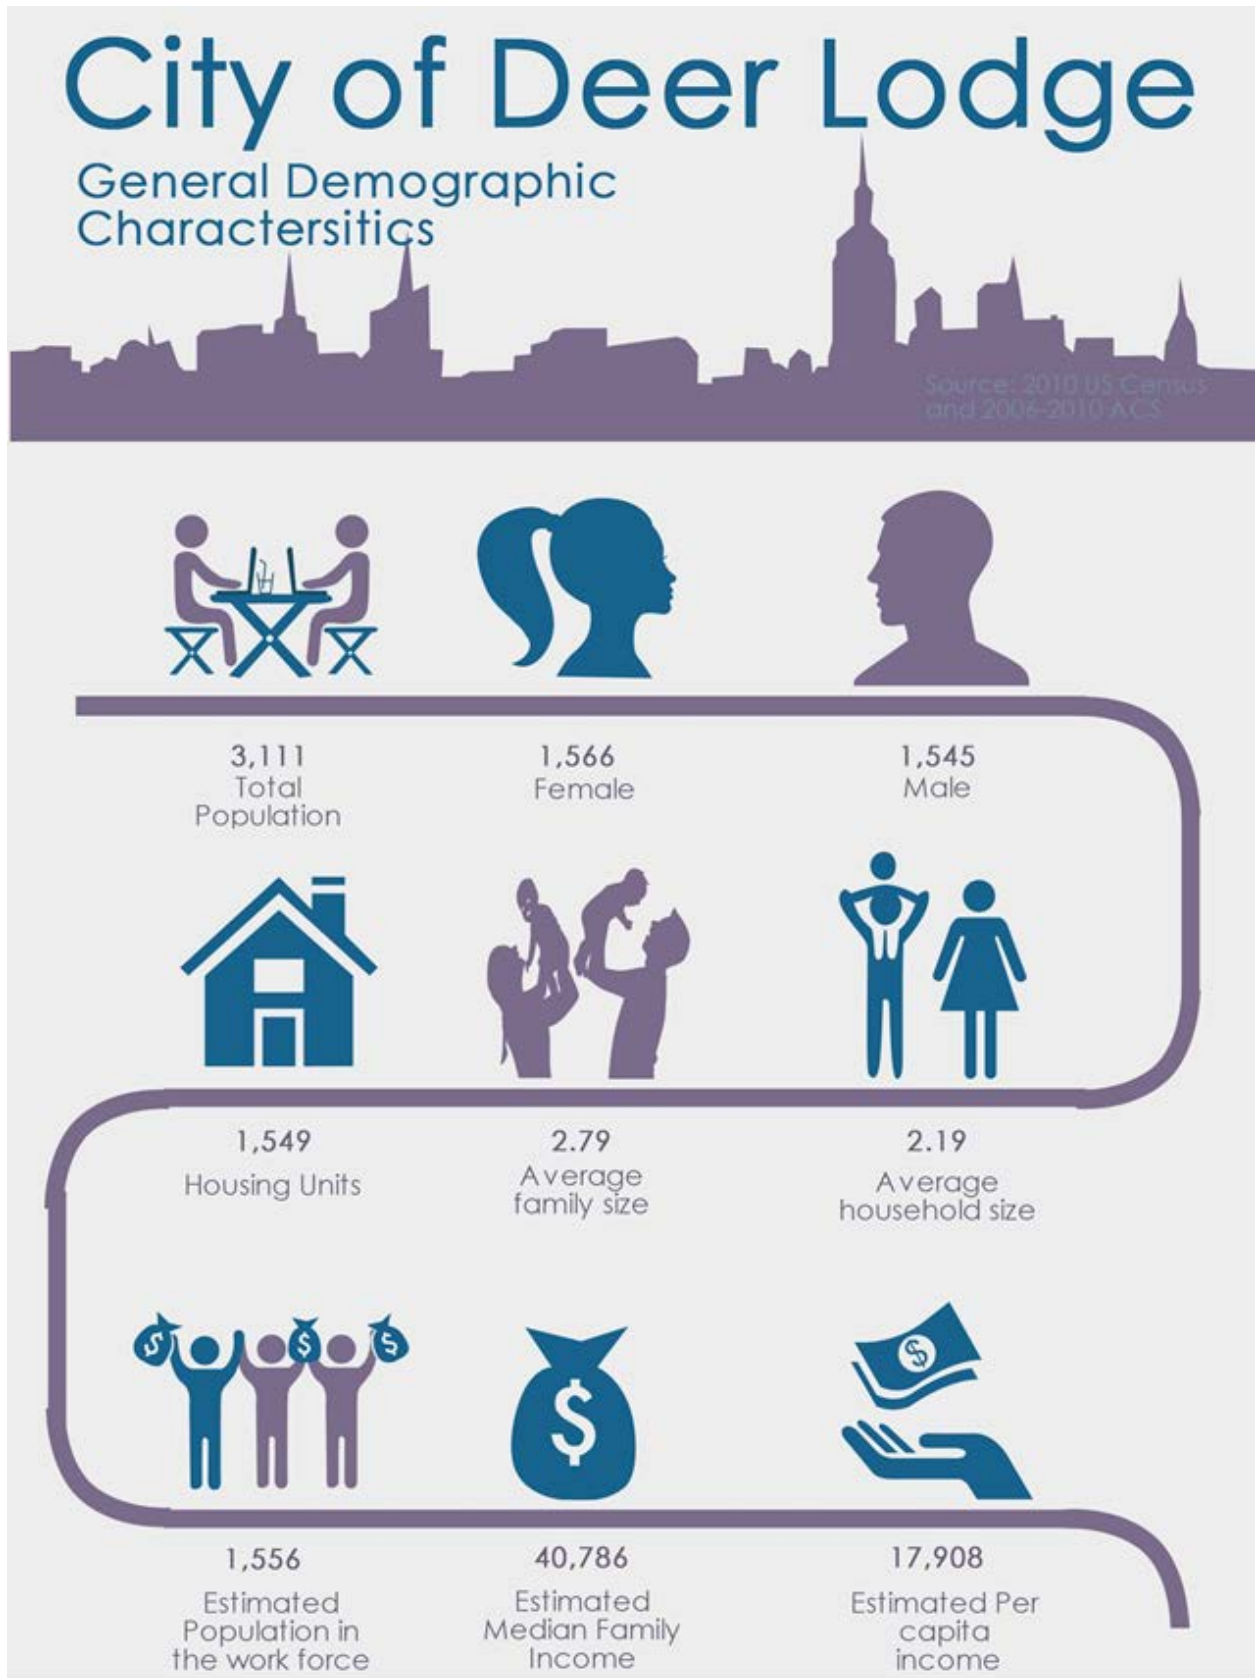 City of Deer Lodge
General Demographic
Charactersitics
Source: 2010 US Census
and 2006-2010 ACS
3,111
Total
Population
1,566
Female
1,545
Male
1,549
Housing Units
2.79
Average
family size
2.19
Average
household size
$
$
$
$
$
1,556
Estimated
Population in
the work force
40,786
Estimated
Median Family
Income
17,908
Estimated Per
capita
income